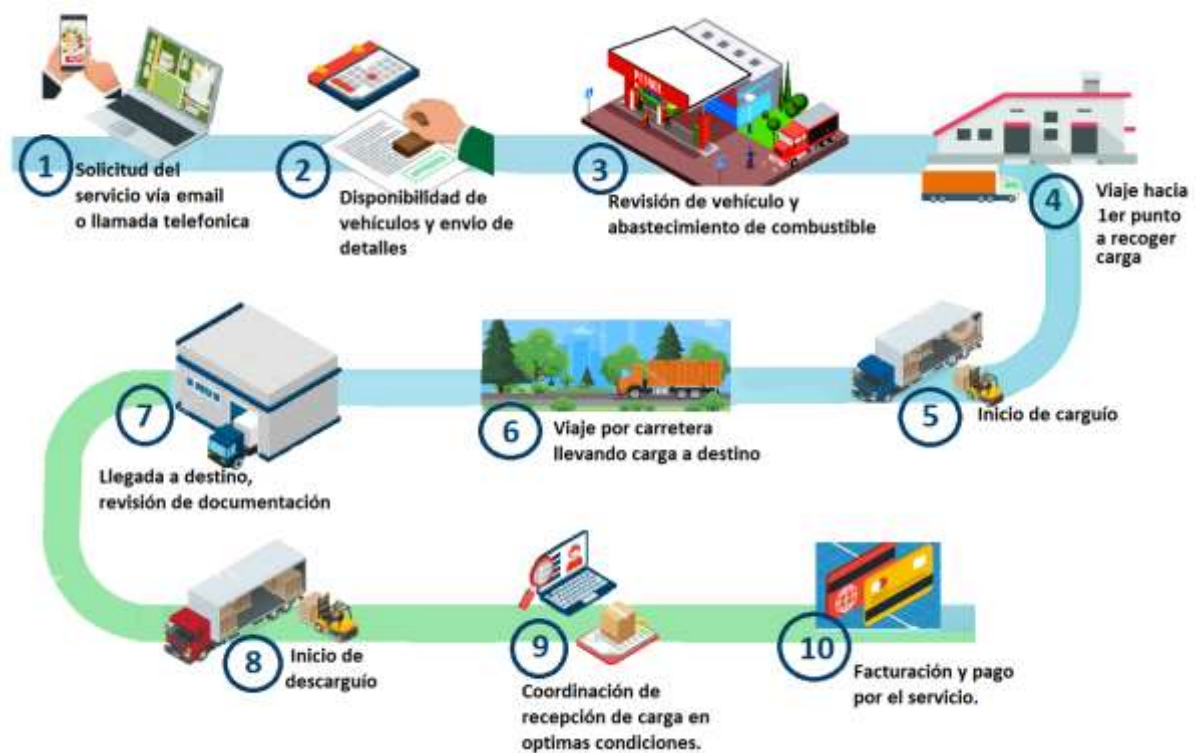 1
Solicitud del
servicio vía email
o llamada telefonica
2
Disponibilidad de
vehículos y envio de
detalles
3
Revisión de vehículo y
abastecimiento de combustible
4
Viaje hacia
1er punto
a recoger
carga
5
Inicio de carguío
6
Viaje por carretera
llevando carga a destino
7
Llegada a destino,
revisión de documentación
8
Inicio de
descarguío
9
Coordinación de
recepción de carga en
optimas condiciones.
10
Facturación y pago
por el servicio.